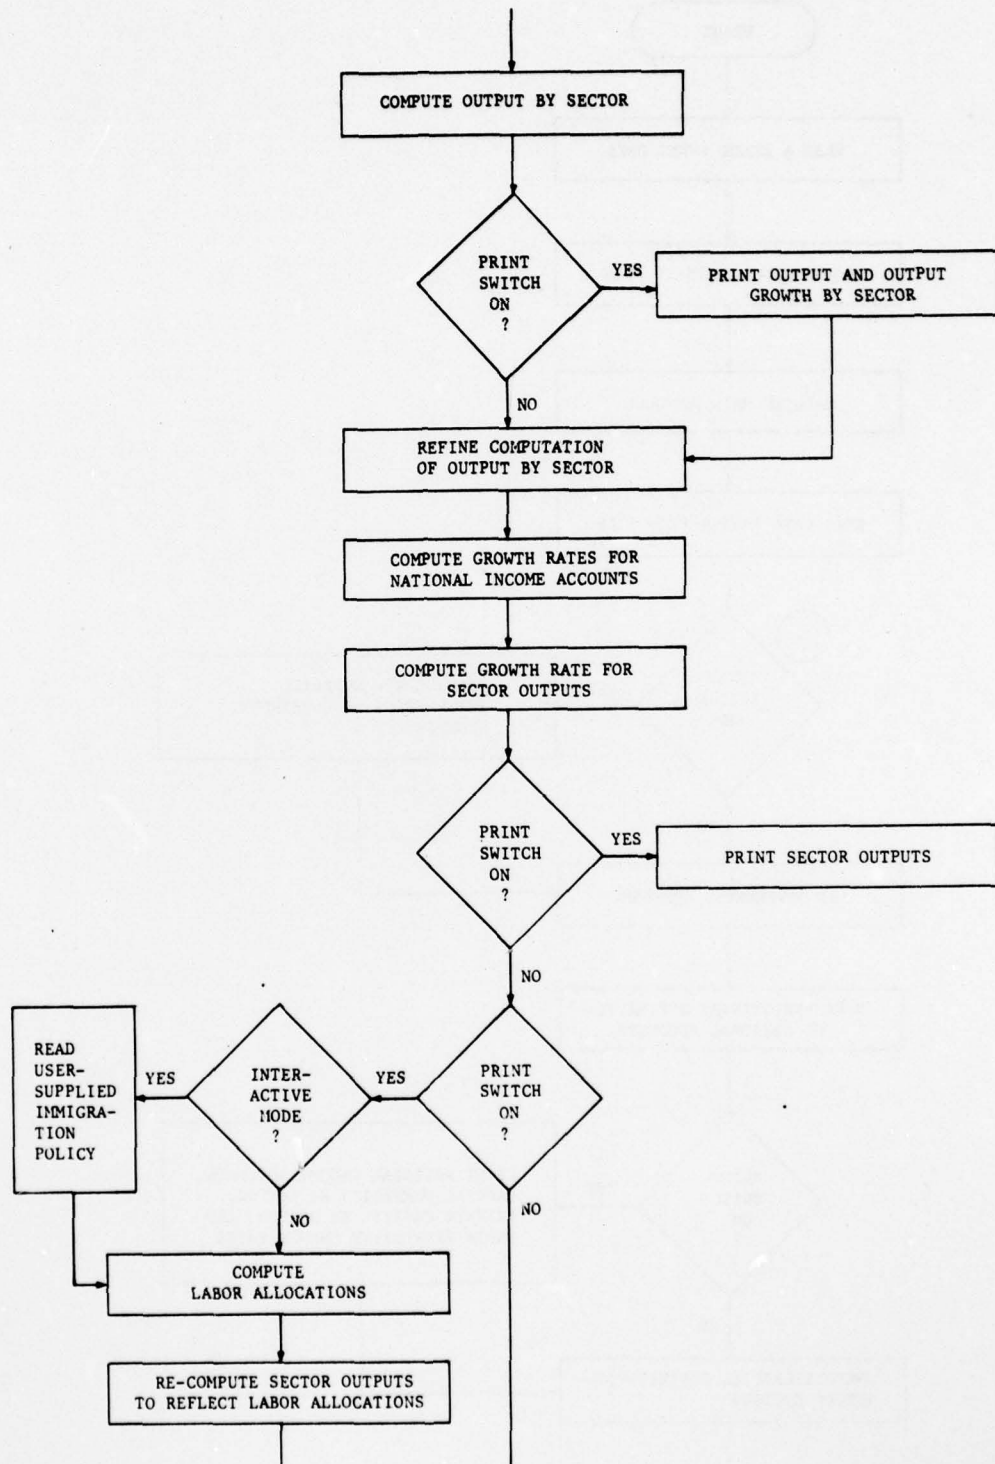 COMPUTE OUTPUT BY SECTOR
PRINT
SWITCH
ON
?
YES
PRINT OUTPUT AND OUTPUT
GROWTH BY SECTOR
NO
REFINE COMPUTATION
OF OUTPUT BY SECTOR
COMPUTE GROWTH RATES FOR
NATIONAL INCOME ACCOUNTS
COMPUTE GROWTH RATE FOR
SECTOR OUTPUTS
PRINT
SWITCH
ON
?
YES
PRINT SECTOR OUTPUTS
NO
PRINT
SWITCH
ON
?
YES
INTER-
ACTIVE
MODE
?
YES
READ
USER-
SUPPLIED
IMMIGRA-
TION
POLICY
NO
NO
COMPUTE
LABOR ALLOCATIONS
RE-COMPUTE SECTOR OUTPUTS
TO REFLECT LABOR ALLOCATIONS